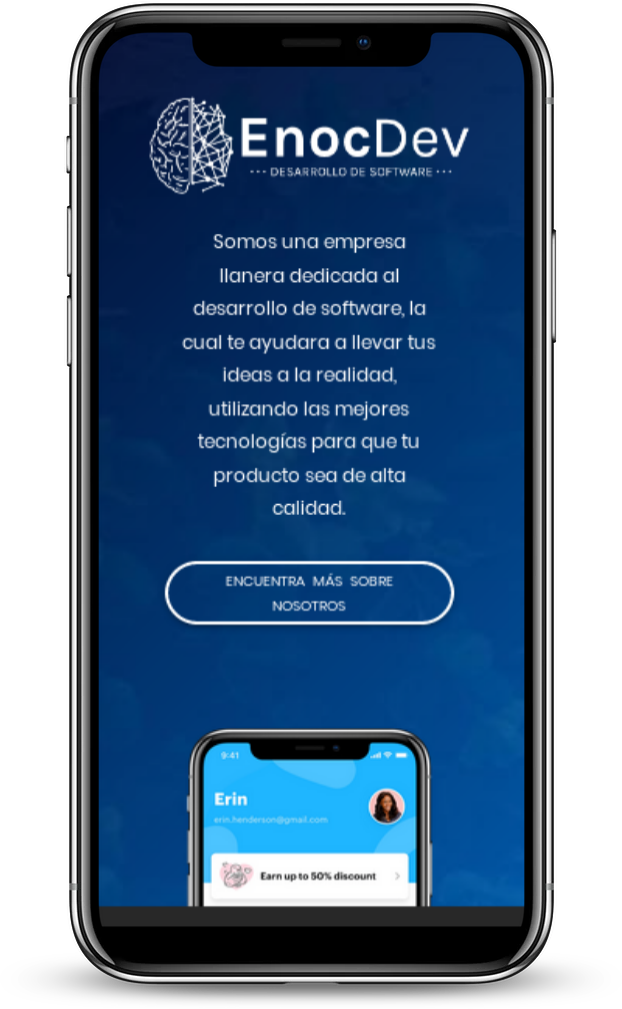 EnocDev
··· DESARROLLO DE SOFTWARE ···
Somos una empresa
llanera dedicada al
desarrollo de software, la
cual te ayudara a llevar tus
ideas a la realidad,
utilizando las mejores
tecnologías para que tu
producto sea de alta
calidad.
ENCUENTRA MÁS SOBRE
NOSOTROS
9:41
Erin
erin.henderson@gmail.com
Earn up to 50% discount